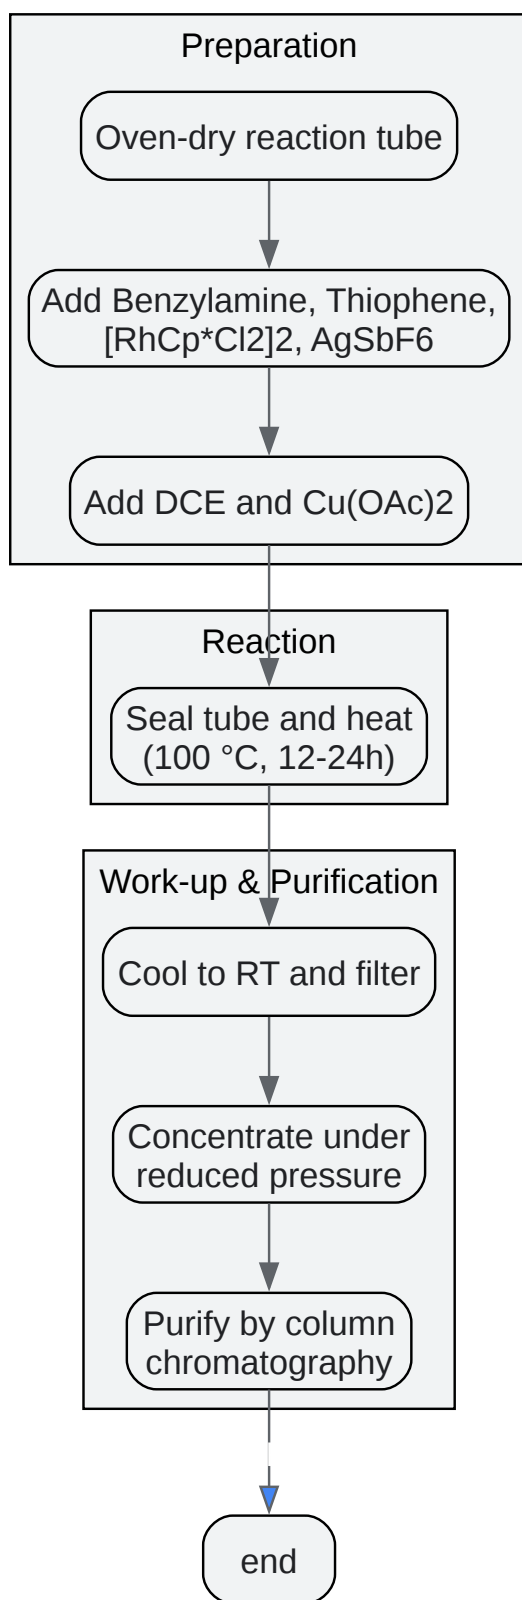 Preparation
Oven-dry reaction tube
Add Benzylamine, Thiophene,
[RhCp*Cl2]2, AgSbF6
Add DCE and Cu(OAc)2
Reaction
Seal tube and heat
(100 °C, 12-24h)
Work-up & Purification
Cool to RT and filter
Concentrate under
reduced pressure
Purify by column
chromatography
end